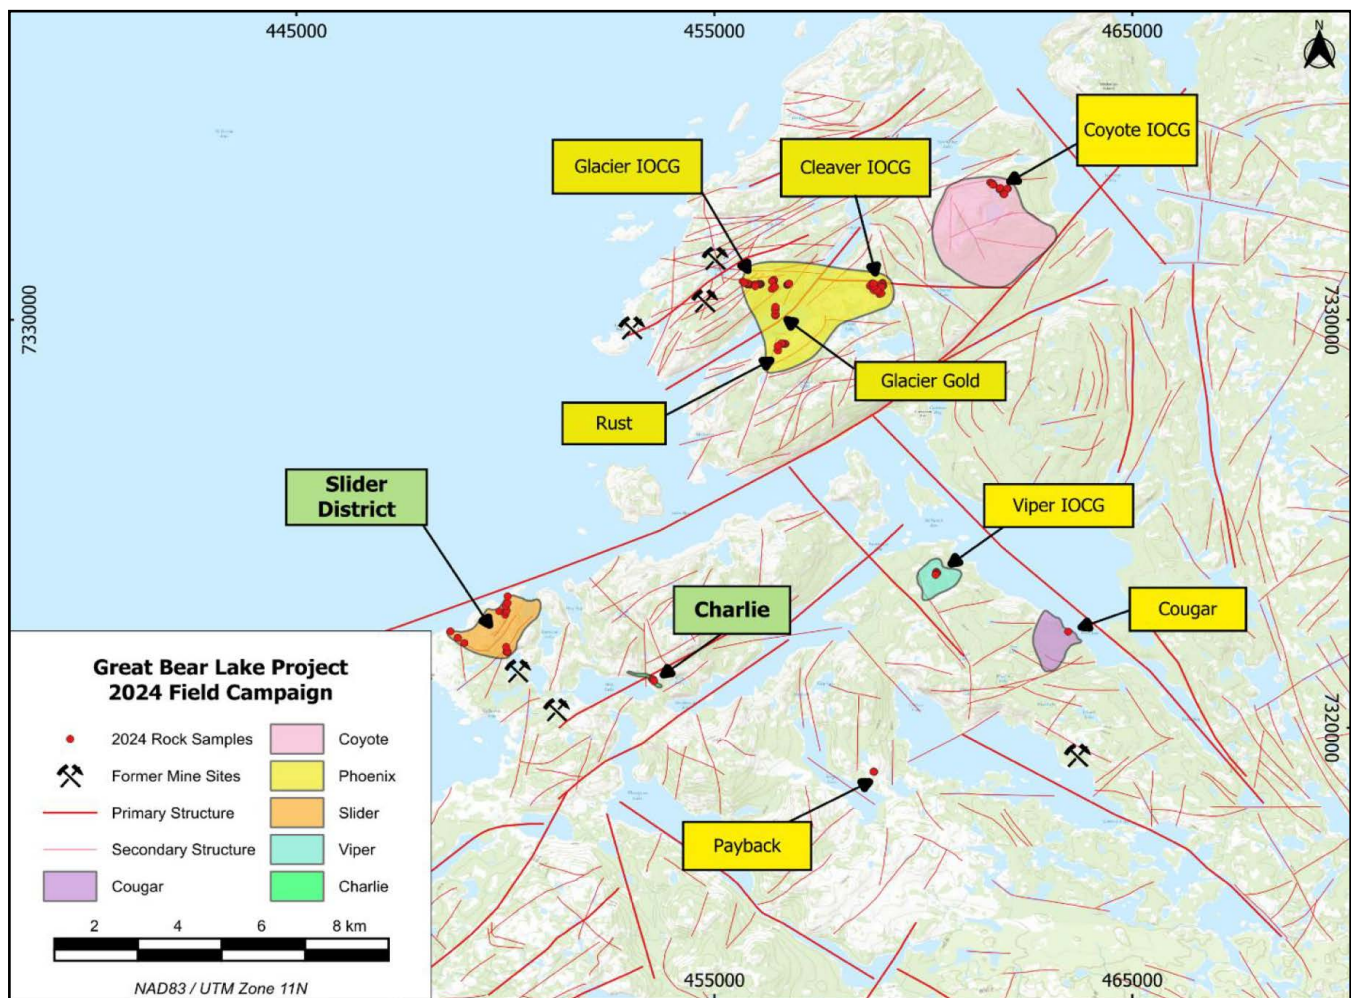 445000
455000
465000
N
Coyote IOCG
Glacier IOCG
Cleaver IOCG
7330000
7330000
Glacier Gold
Rust
Slider
District
Viper IOCG
Charlie
Cougar
7320000
Payback
Great Bear Lake Project
2024 Field Campaign
2024 Rock Samples
Former Mine Sites
Primary Structure
Secondary Structure
Cougar
Coyote
Phoenix
Slider
Viper
Charlie
2 4 6 8 km
NAD83 / UTM Zone 11N
455000
465000